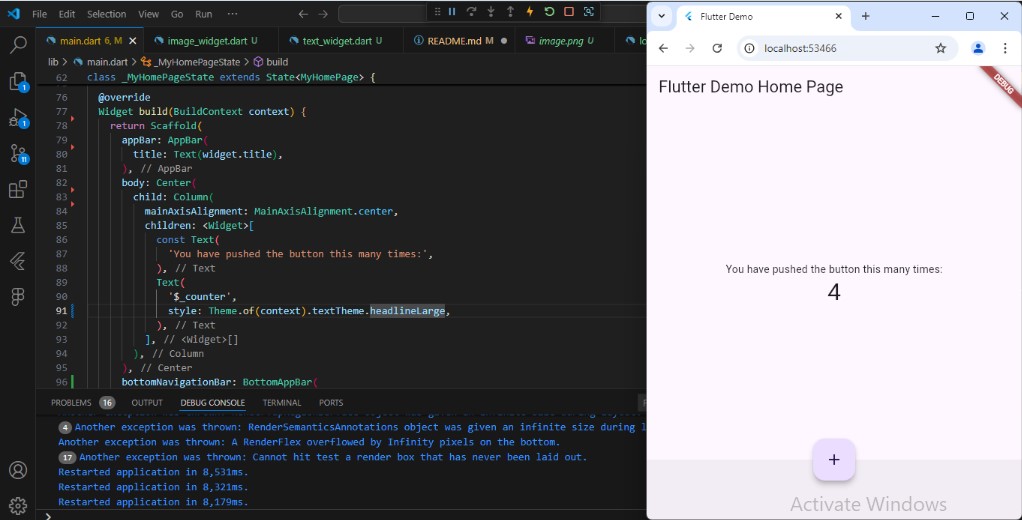 File Edit Selection View Go Run ···
main.dart 6, M
image_widget.dart U
text_widget.dart U
README.md M
image.png U
lib > main.dart > _MyHomePageState > build
62 class _MyHomePageState extends State<MyHomePage> {
76 @override
77 Widget build(BuildContext context) {
78 return Scaffold(
79 appBar: AppBar(
80 title: Text(widget.title),
81 ), // AppBar
82 body: Center(
83 child: Column(
84 mainAxisAlignment: MainAxisAlignment.center,
85 children: <Widget>[
86 const Text(
87 'You have pushed the button this many times:',
88 ), // Text
89 Text(
90 '$_counter',
91 style: Theme.of(context).textTheme.headlineLarge,
92 ), // Text
93 ], // <Widget>[]
94 ), // Column
95 ), // Center
96 bottomNavigationBar: BottomAppBar(
PROBLEMS 16 OUTPUT DEBUG CONSOLE TERMINAL PORTS
4 Another exception was thrown: RenderSemanticsAnnotations object was given an infinite size during
Another exception was thrown: A RenderFlex overflowed by Infinity pixels on the bottom.
17 Another exception was thrown: Cannot hit test a render box that has never been laid out.
Restarted application in 8,531ms.
Restarted application in 8,321ms.
Restarted application in 8,179ms.
1
1
11
Flutter Demo
localhost:53466
Flutter Demo Home Page
DEBUG
You have pushed the button this many times:
4
+
Activate Windows